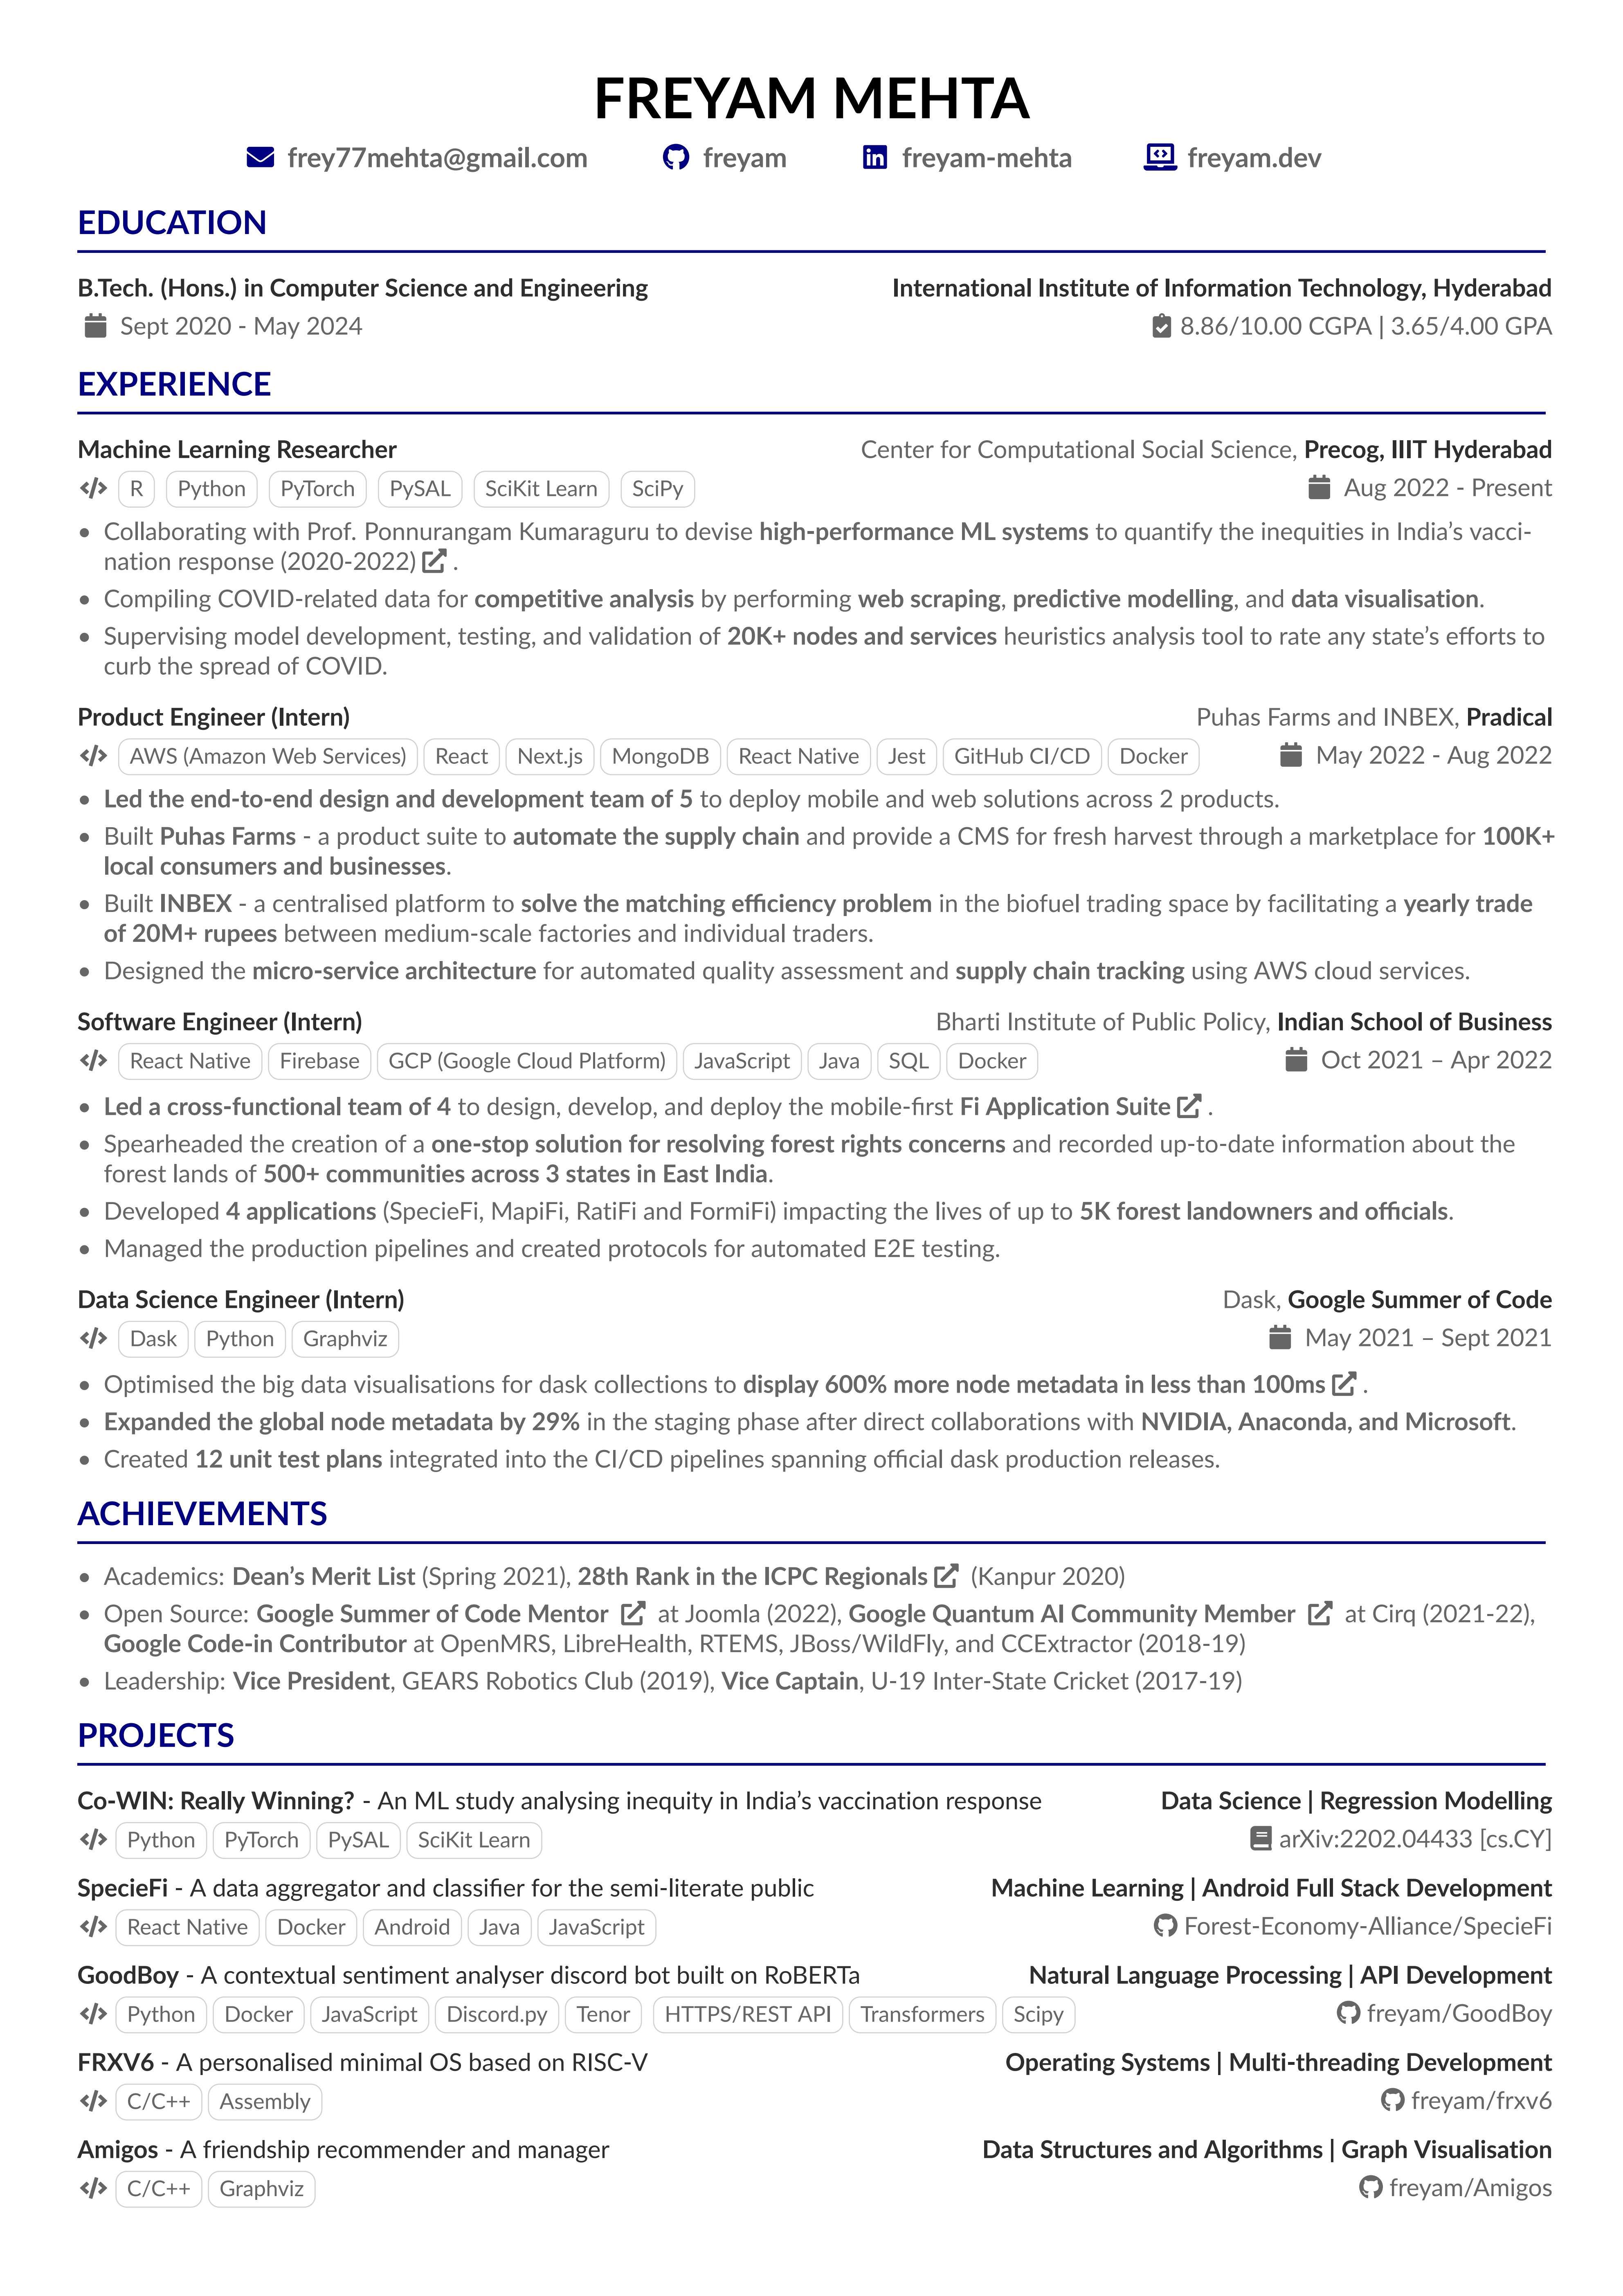 FREYAM MEHTA
frey77mehta@gmail.com freyam freyam-mehta freyam.dev
EDUCATION
B.Tech. (Hons.) in Computer Science and Engineering International Institute of Information Technology, Hyderabad
Sept 2020 - May 2024 8.86/10.00 CGPA | 3.65/4.00 GPA
EXPERIENCE
Machine Learning Researcher Center for Computational Social Science, Precog, IIIT Hyderabad
R Python PyTorch PySAL SciKit Learn SciPy Aug 2022 - Present
• Collaborating with Prof. Ponnurangam Kumaraguru to devise high-performance ML systems to quantify the inequities in India’s vacci-
nation response (2020-2022) .
• Compiling COVID-related data for competitive analysis by performing web scraping, predictive modelling, and data visualisation.
• Supervising model development, testing, and validation of 20K+ nodes and services heuristics analysis tool to rate any state’s efforts to
curb the spread of COVID.
Product Engineer (Intern) Puhas Farms and INBEX, Pradical
AWS (Amazon Web Services) React Next.js MongoDB React Native Jest GitHub CI/CD Docker May 2022 - Aug 2022
• Led the end-to-end design and development team of 5 to deploy mobile and web solutions across 2 products.
• Built Puhas Farms - a product suite to automate the supply chain and provide a CMS for fresh harvest through a marketplace for 100K+
local consumers and businesses.
• Built INBEX - a centralised platform to solve the matching efficiency problem in the biofuel trading space by facilitating a yearly trade
of 20M+ rupees between medium-scale factories and individual traders.
• Designed the micro-service architecture for automated quality assessment and supply chain tracking using AWS cloud services.
Software Engineer (Intern) Bharti Institute of Public Policy, Indian School of Business
React Native Firebase GCP (Google Cloud Platform) JavaScript Java SQL Docker Oct 2021 – Apr 2022
• Led a cross-functional team of 4 to design, develop, and deploy the mobile-first Fi Application Suite .
• Spearheaded the creation of a one-stop solution for resolving forest rights concerns and recorded up-to-date information about the
forest lands of 500+ communities across 3 states in East India.
• Developed 4 applications (SpecieFi, MapiFi, RatiFi and FormiFi) impacting the lives of up to 5K forest landowners and officials.
• Managed the production pipelines and created protocols for automated E2E testing.
Data Science Engineer (Intern) Dask, Google Summer of Code
Dask Python Graphviz May 2021 – Sept 2021
• Optimised the big data visualisations for dask collections to display 600% more node metadata in less than 100ms .
• Expanded the global node metadata by 29% in the staging phase after direct collaborations with NVIDIA, Anaconda, and Microsoft.
• Created 12 unit test plans integrated into the CI/CD pipelines spanning official dask production releases.
ACHIEVEMENTS
• Academics: Dean’s Merit List (Spring 2021), 28th Rank in the ICPC Regionals (Kanpur 2020)
• Open Source: Google Summer of Code Mentor at Joomla (2022), Google Quantum AI Community Member at Cirq (2021-22),
Google Code-in Contributor at OpenMRS, LibreHealth, RTEMS, JBoss/WildFly, and CCExtractor (2018-19)
• Leadership: Vice President, GEARS Robotics Club (2019), Vice Captain, U-19 Inter-State Cricket (2017-19)
PROJECTS
Co-WIN: Really Winning? - An ML study analysing inequity in India’s vaccination response Data Science | Regression Modelling
Python PyTorch PySAL SciKit Learn arXiv:2202.04433 [cs.CY]
SpecieFi - A data aggregator and classifier for the semi-literate public Machine Learning | Android Full Stack Development
React Native Docker Android Java JavaScript Forest-Economy-Alliance/SpecieFi
GoodBoy - A contextual sentiment analyser discord bot built on RoBERTa Natural Language Processing | API Development
Python Docker JavaScript Discord.py Tenor HTTPS/REST API Transformers Scipy freyam/GoodBoy
FRXV6 - A personalised minimal OS based on RISC-V Operating Systems | Multi-threading Development
C/C++ Assembly freyam/frxv6
Amigos - A friendship recommender and manager Data Structures and Algorithms | Graph Visualisation
C/C++ Graphviz freyam/Amigos